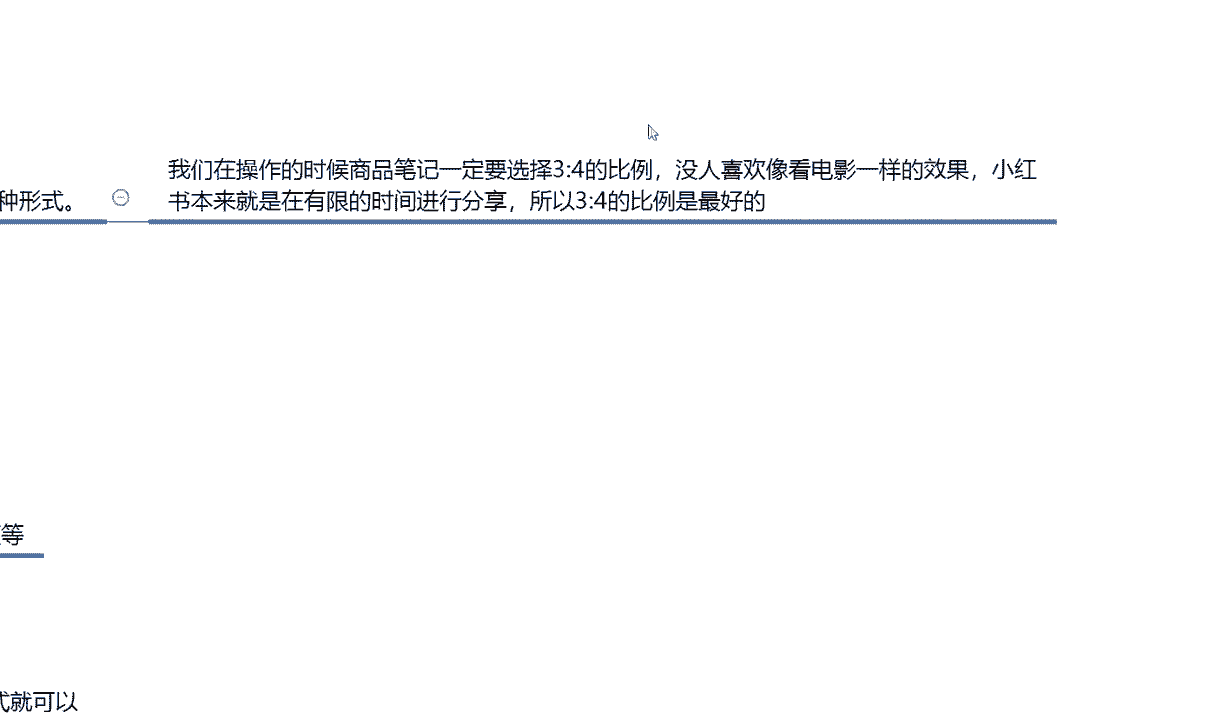 我们在操作的时候商品笔记一定要选择3:4的比例，没人喜欢像看电影一样的效果，小红
种形式。
书本来就是在有限的时间进行分享，所以3:4的比例是最好的
等
式就可以